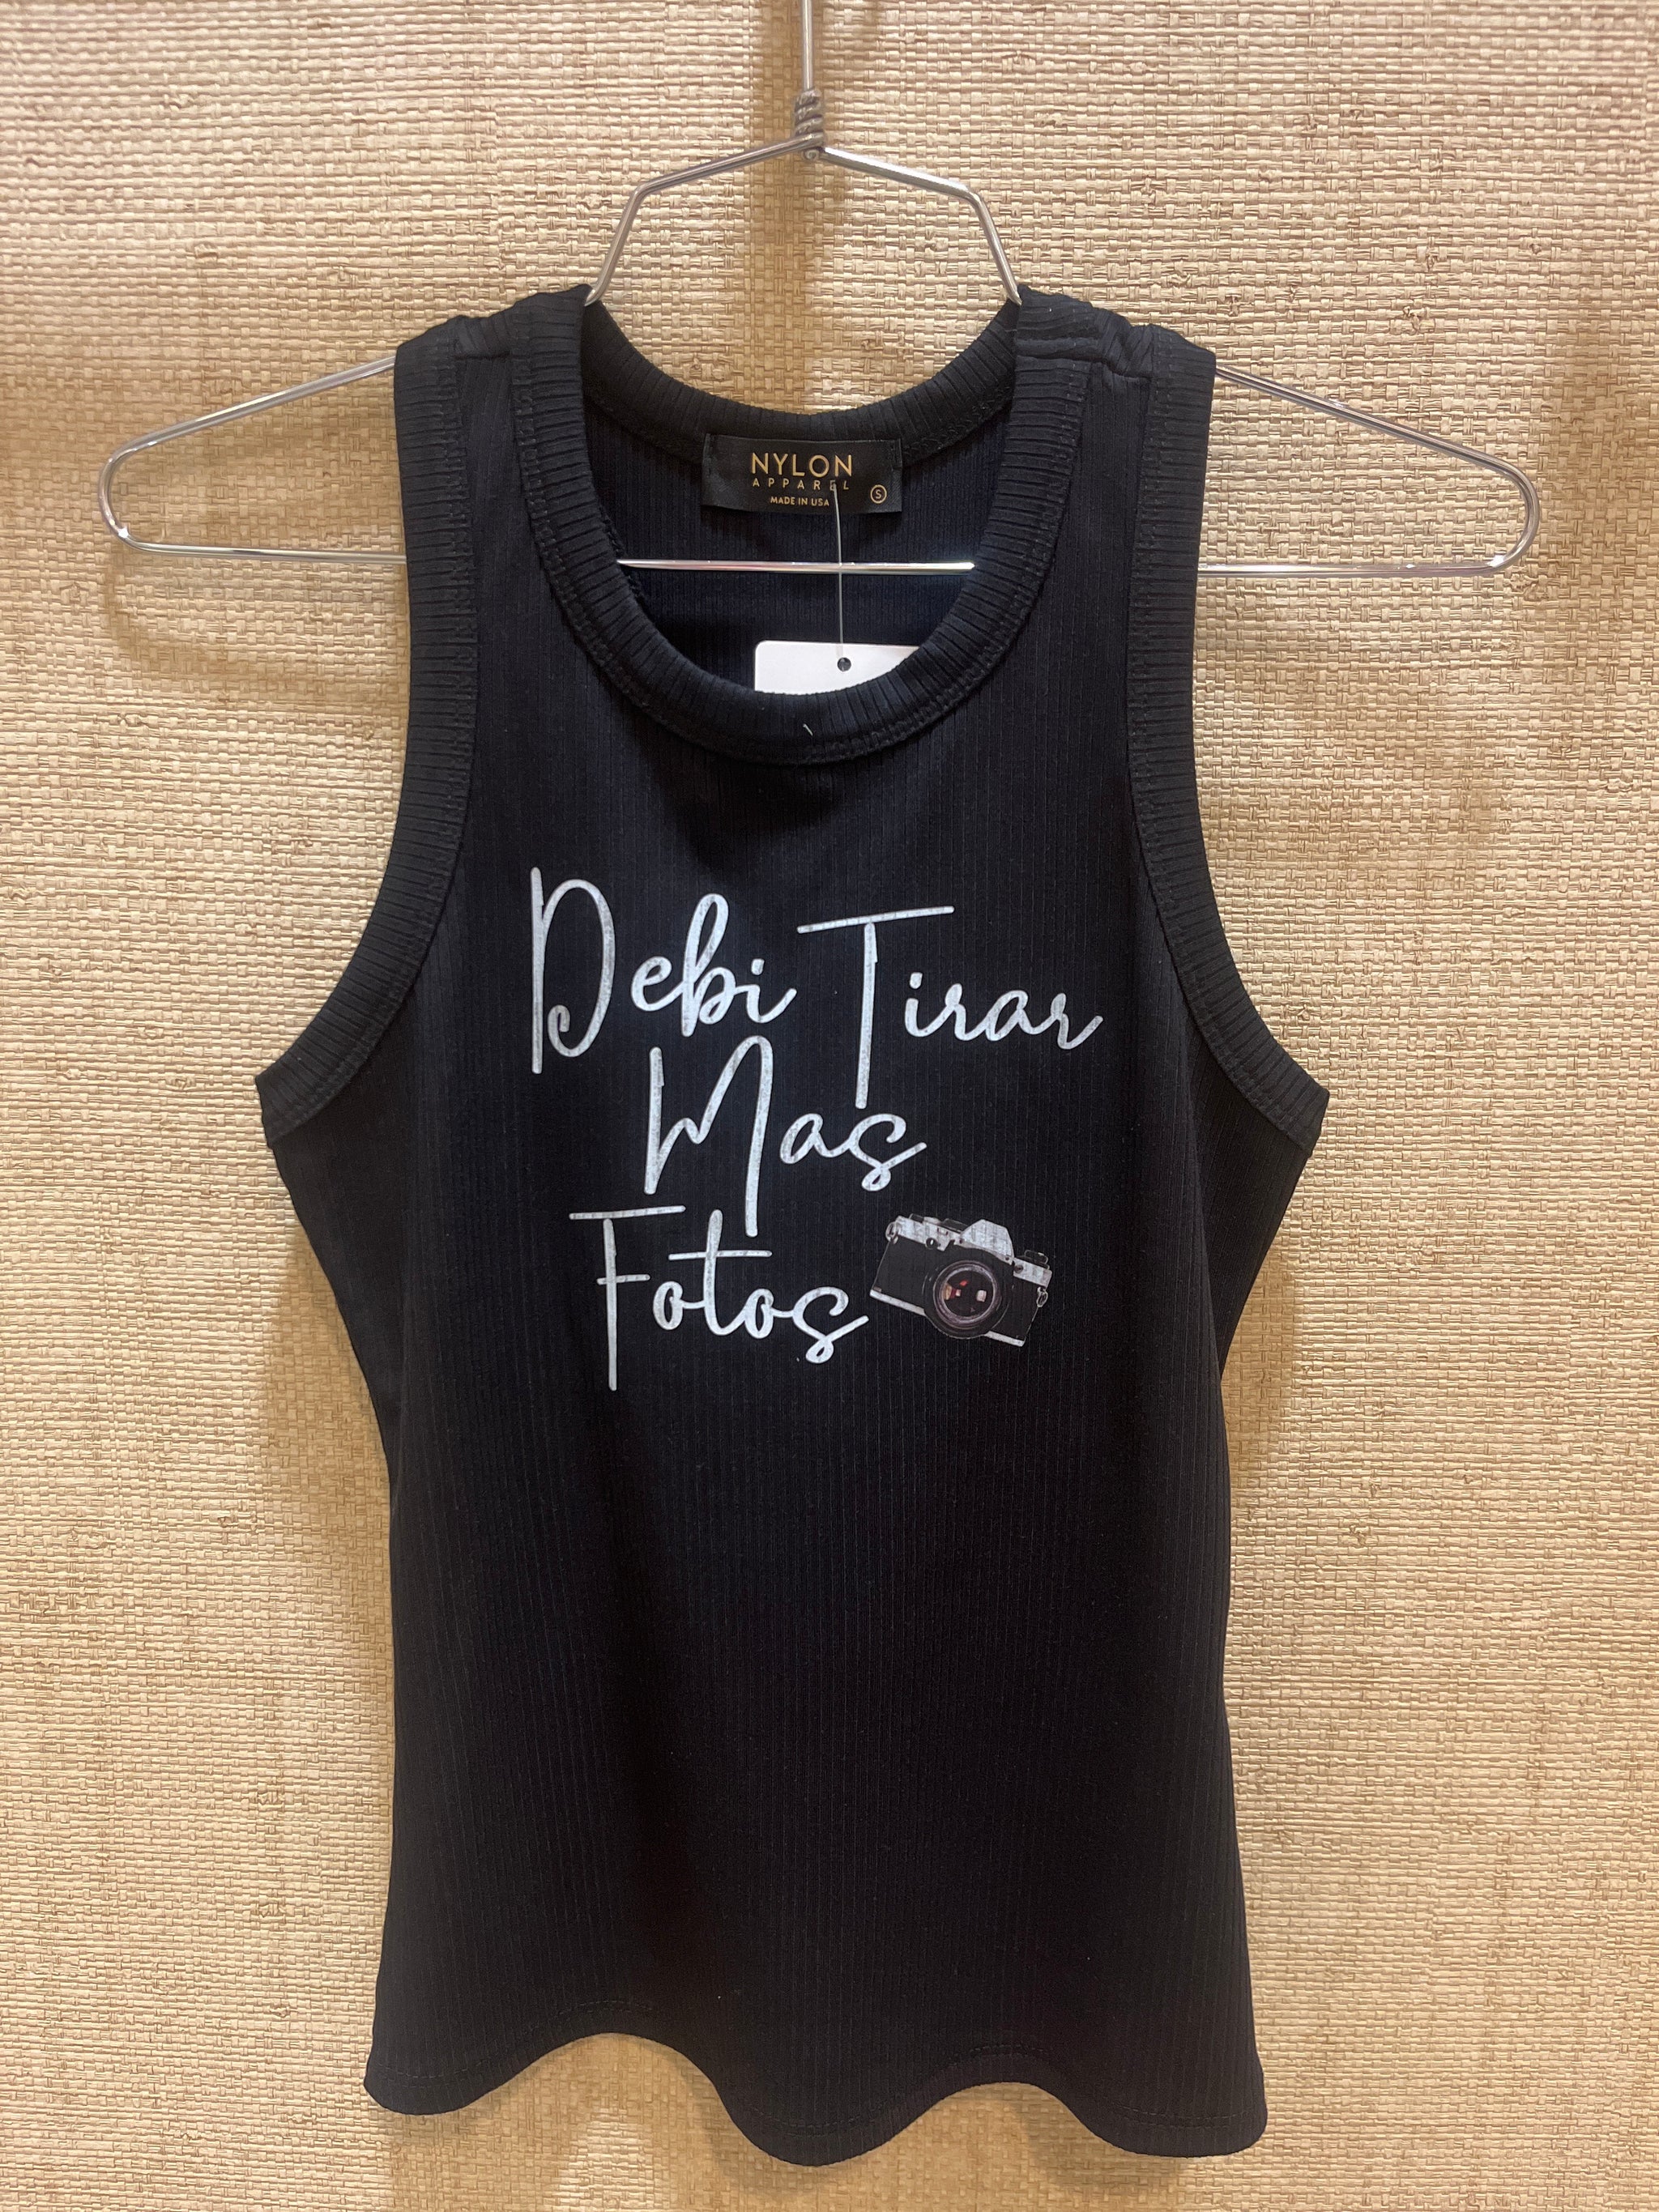 NYLON
APPAREL
MADE IN USA
S
Debi Tirar
Mas
Fotos